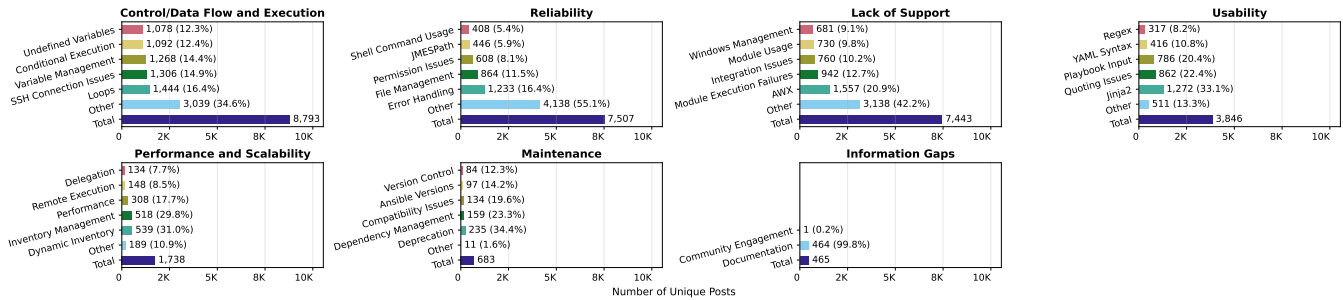 Control/Data Flow and Execution
Undefined Variables 1,078 (12.3%)
Conditional Execution 1,092 (12.4%)
Variable Management 1,268 (14.4%)
SSH Connection Issues 1,306 (14.9%)
Loops 1,444 (16.4%)
Other 3,039 (34.6%)
Total 8,793
0 2K 5K 8K 10K
Reliability
Shell Command Usage 408 (5.4%)
JMESPath 446 (5.9%)
Permission Issues 608 (8.1%)
File Management 864 (11.5%)
Error Handling 1,233 (16.4%)
Other 4,138 (55.1%)
Total 7,507
0 2K 5K 8K 10K
Lack of Support
Windows Management 681 (9.1%)
Module Usage 730 (9.8%)
Integration Issues 760 (10.2%)
Module Execution Failures 942 (12.7%)
AWX 1,557 (20.9%)
Other 3,138 (42.2%)
Total 7,443
0 2K 5K 8K 10K
Usability
Regex 317 (8.2%)
YAML Syntax 416 (10.8%)
Playbook Input 786 (20.4%)
Quoting Issues 862 (22.4%)
Jinja2 1,272 (33.1%)
Other 511 (13.3%)
Total 3,846
0 2K 5K 8K 10K
Performance and Scalability
Delegation 134 (7.7%)
Remote Execution 148 (8.5%)
Performance 308 (17.7%)
Inventory Management 518 (29.8%)
Dynamic Inventory 539 (31.0%)
Other 189 (10.9%)
Total 1,738
0 2K 5K 8K 10K
Maintenance
Version Control 84 (12.3%)
Ansible Versions 97 (14.2%)
Compatibility Issues 134 (19.6%)
Dependency Management 159 (23.3%)
Deprecation 235 (34.4%)
Other 11 (1.6%)
Total 683
0 2K 5K 8K 10K
Information Gaps
Community Engagement 1 (0.2%)
Documentation 464 (99.8%)
Total 465
0 2K 5K 8K 10K
Number of Unique Posts